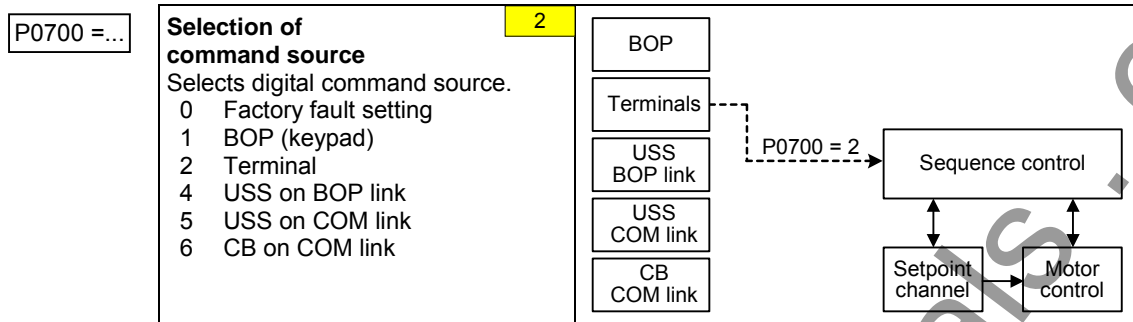 P0700 =...
Selection of
command source
2
Selects digital command source.
0 Factory fault setting
1 BOP (keypad)
2 Terminal
4 USS on BOP link
5 USS on COM link
6 CB on COM link
BOP
Terminals
USS
BOP link
USS
COM link
CB
COM link
P0700 = 2
Sequence control
Setpoint
channel
Motor
control